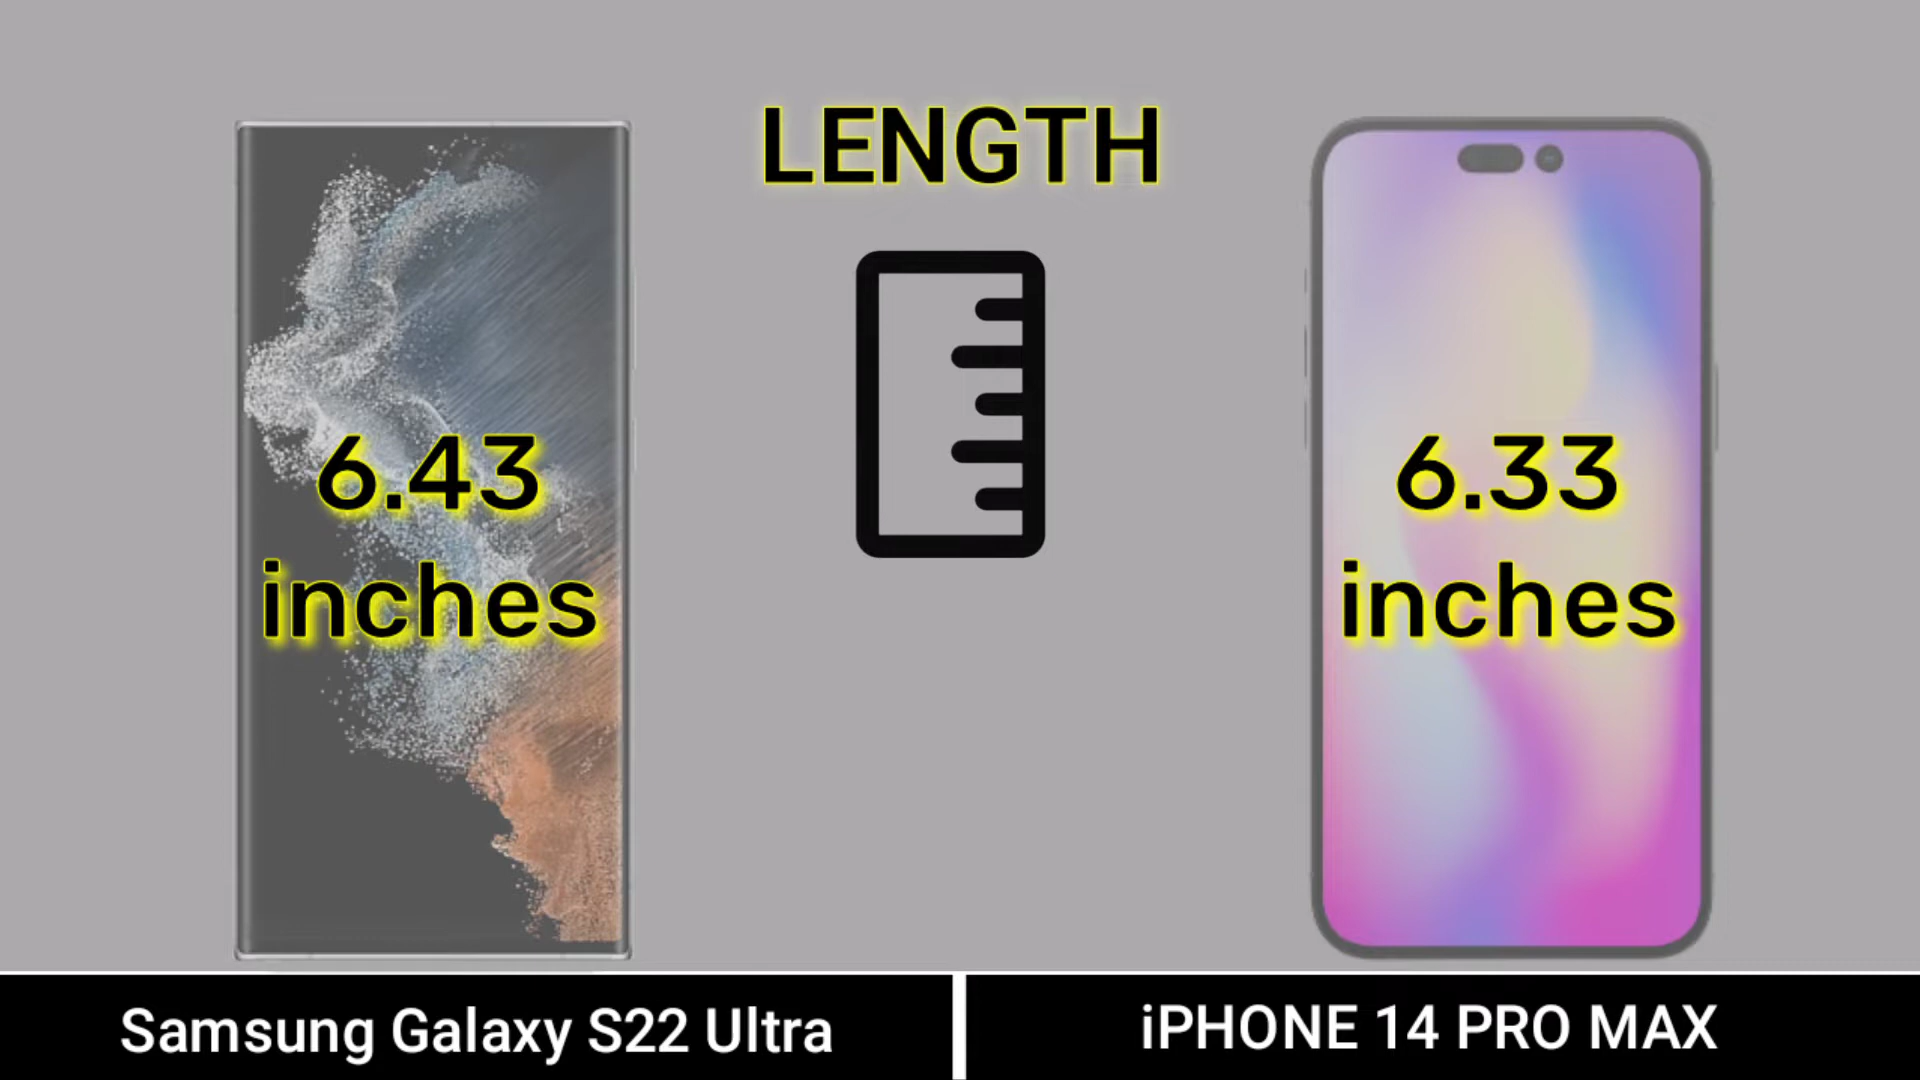 LENGTH
6.43
inches
6.33
inches
Samsung Galaxy S22 Ultra
iPHONE 14 PRO MAX